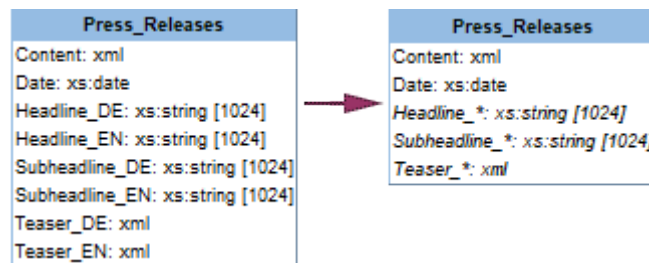 Press_Releases
Content: xml
Date: xs:date
Headline_DE: xs:string [1024]
Headline_EN: xs:string [1024]
Subheadline_DE: xs:string [1024]
Subheadline_EN: xs:string [1024]
Teaser_DE: xml
Teaser_EN: xml
Press_Releases
Content: xml
Date: xs:date
Headline_*: xs:string [1024]
Subheadline_*: xs:string [1024]
Teaser_*: xml